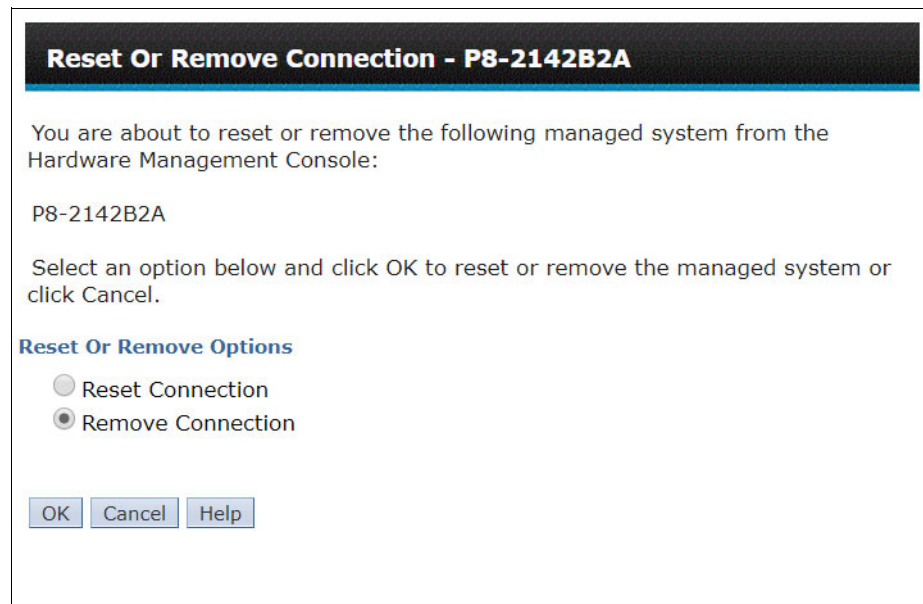 Reset Or Remove Connection - P8-2142B2A
You are about to reset or remove the following managed system from the
Hardware Management Console:
P8-2142B2A
Select an option below and click OK to reset or remove the managed system or
click Cancel.
Reset Or Remove Options
Reset Connection
Remove Connection
OK Cancel Help